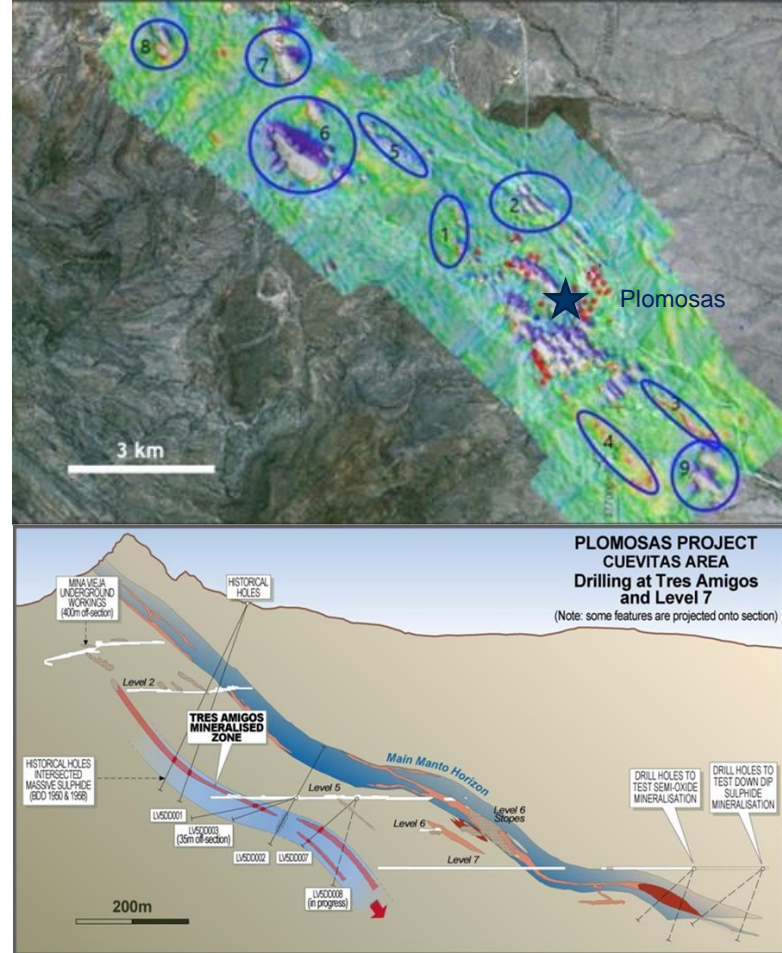 8
7
6
5
2
1
Plomosas
3
4
9
3 km
PLOMOSAS PROJECT
CUEVITAS AREA
Drilling at Tres Amigos
and Level 7
(Note: some features are projected onto section)
MINA VIEJA
UNDERGROUND
WORKINGS
(400m off-section)
HISTORICAL
HOLES
Level 2
TRES AMIGOS
MINERALISED
ZONE
Main Manto Horizon
HISTORICAL HOLES
INTERSECTED
MASSIVE SULPHIDE
(BDD 1950 & 1958)
DRILL HOLES TO
TEST SEMI-OXIDE
MINERALISATION
DRILL HOLES TO
TEST DOWN DIP
SULPHIDE
MINERALISATION
Level 5
Level 6
Stopes
LV5DD001
LV5DD003
(35m off-section)
Level 6
LV5DD002
LV5DD007
Level 7
LV5DD008
(in progress)
200m